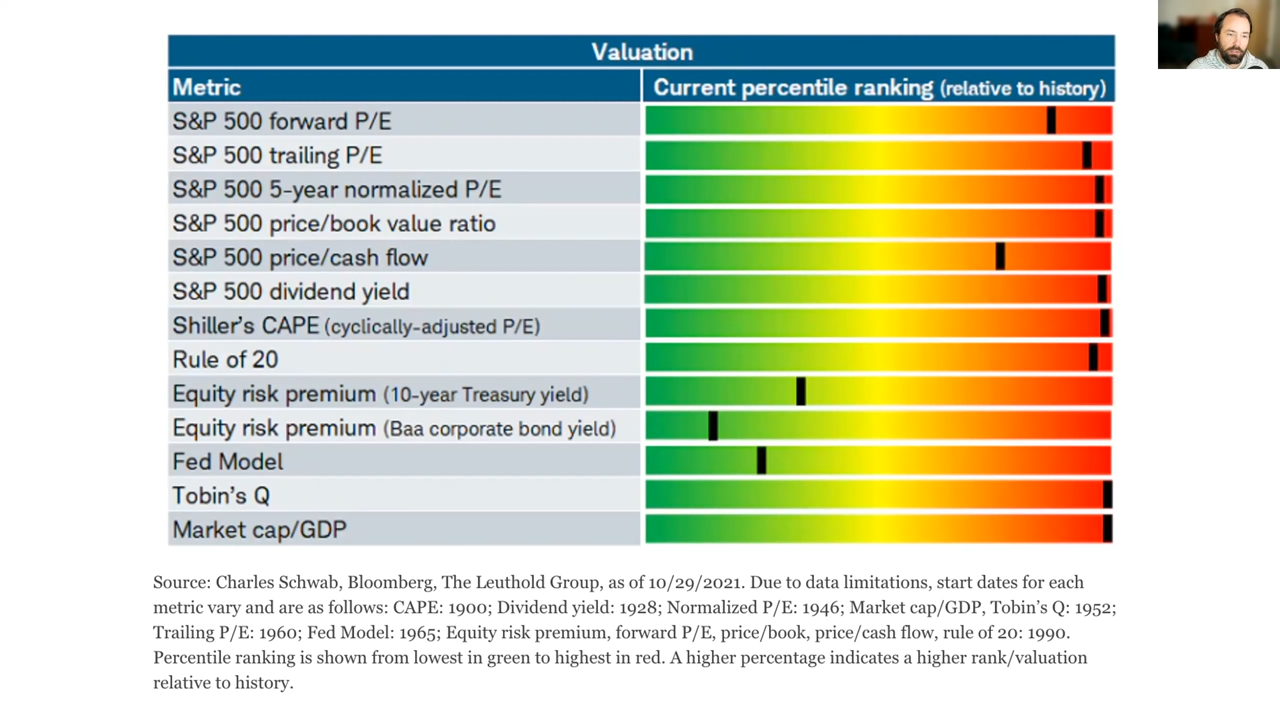 Valuation
Metric
Current percentile ranking (relative to history)
S&P 500 forward P/E
S&P 500 trailing P/E
S&P 500 5-year normalized P/E
S&P 500 price/book value ratio
S&P 500 price/cash flow
S&P 500 dividend yield
Shiller's CAPE (cyclically-adjusted P/E)
Rule of 20
Equity risk premium (10-year Treasury yield)
Equity risk premium (Baa corporate bond yield)
Fed Model
Tobin's Q
Market cap/GDP
Source: Charles Schwab, Bloomberg, The Leuthold Group, as of 10/29/2021. Due to data limitations, start dates for each
metric vary and are as follows: CAPE: 1900; Dividend yield: 1928; Normalized P/E: 1946; Market cap/GDP, Tobin's Q: 1952;
Trailing P/E: 1960; Fed Model: 1965; Equity risk premium, forward P/E, price/book, price/cash flow, rule of 20: 1990.
Percentile ranking is shown from lowest in green to highest in red. A higher percentage indicates a higher rank/valuation
relative to history.